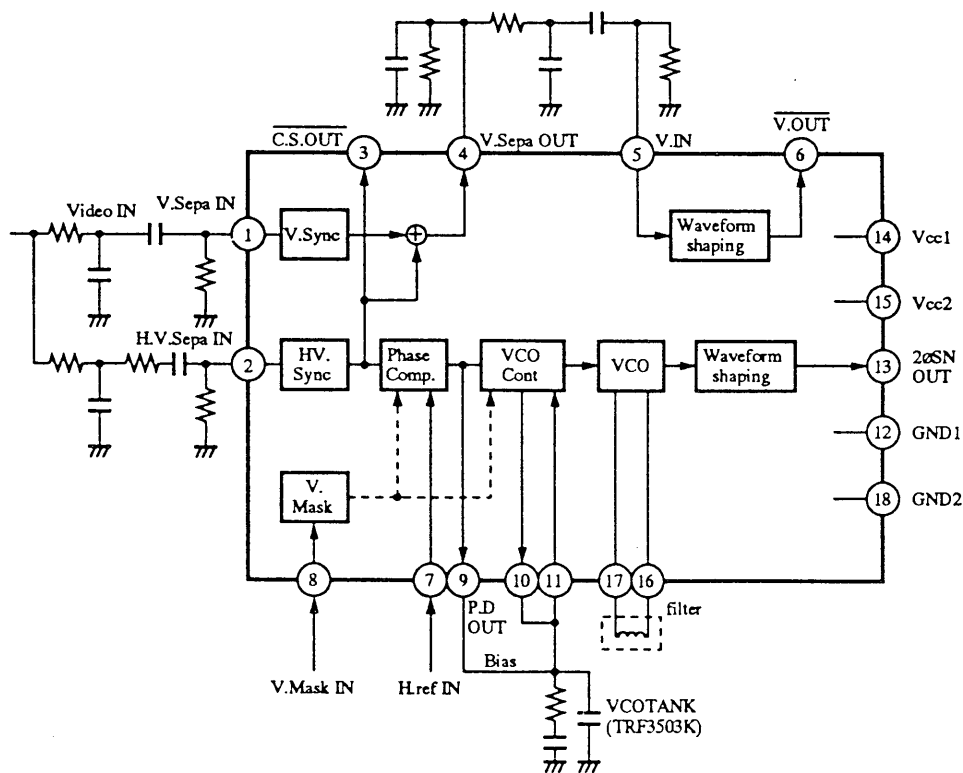 C.S.OUT
3
4
V.Sepa OUT
5
V.IN
V.OUT
6
Video IN
V.Sepa IN
1
V.Sync
+
Waveform
shaping
14
Vcc1
15
Vcc2
H.V.Sepa IN
2
HV.
Sync
Phase
Comp.
VCO
Cont
VCO
Waveform
shaping
13
2øSN
OUT
12
GND1
V.
Mask
18
GND2
8
7
9
10
11
17
16
P.D
OUT
filter
Bias
V.Mask IN
H.ref IN
VCOTANK
(TRF3503K)